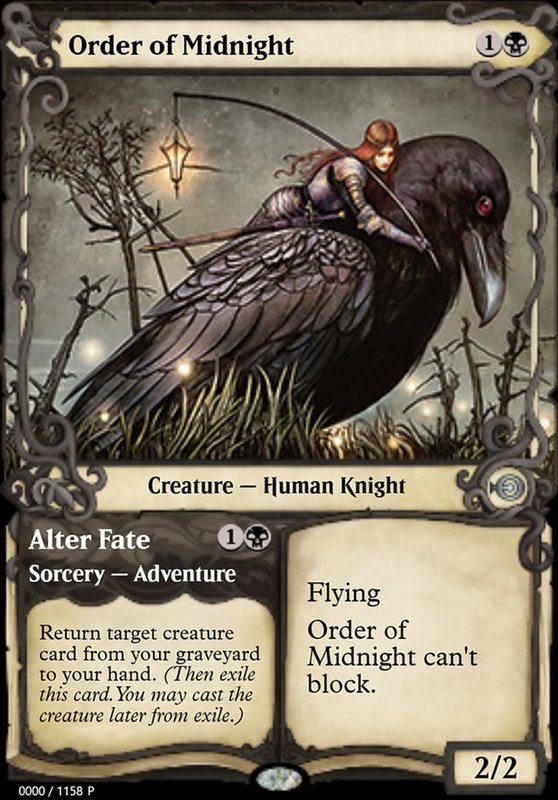 Order of Midnight 1
Creature — Human Knight
Alter Fate 1
Sorcery — Adventure
Return target creature
card from your graveyard
to your hand. (Then exile
this card. You may cast the
creature later from exile.)
Flying
Order of
Midnight can't
block.
2/2
0000 / 1158 P